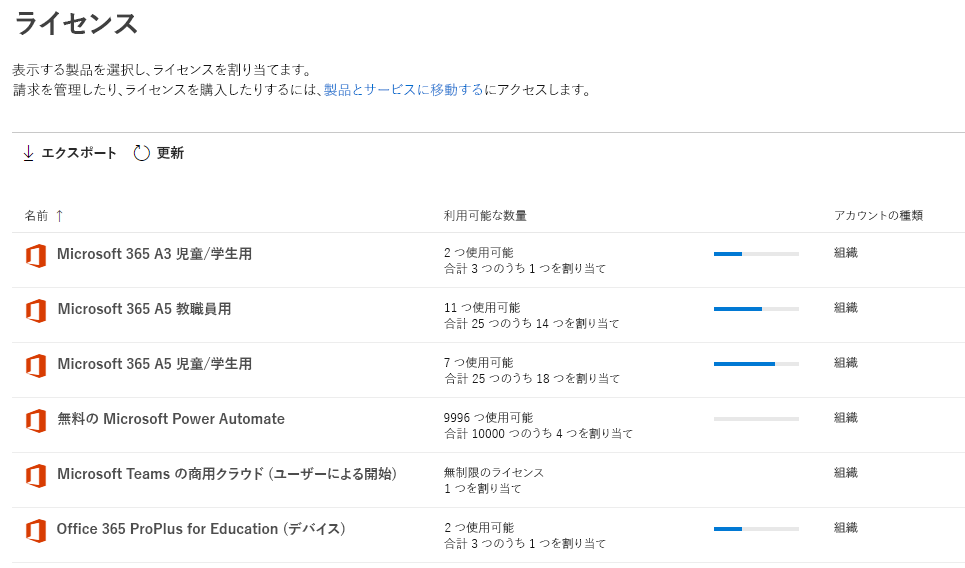 ライセンス
表示する製品を選択し、ライセンスを割り当てます。
請求を管理したり、ライセンスを購入したりするには、製品とサービスに移動するにアクセスします。
エクスポート 更新
名前 ↑ 利用可能な数量 アカウントの種類
Microsoft 365 A3 児童/学生用 2 つ使用可能 組織
合計 3 つのうち 1 つを割り当て
Microsoft 365 A5 教職員用 11 つ使用可能 組織
合計 25 つのうち 14 つを割り当て
Microsoft 365 A5 児童/学生用 7 つ使用可能 組織
合計 25 つのうち 18 つを割り当て
無料の Microsoft Power Automate 9996 つ使用可能 組織
合計 10000 つのうち 4 つを割り当て
Microsoft Teams の商用クラウド (ユーザーによる開始) 無制限のライセンス 組織
1 つを割り当て
Office 365 ProPlus for Education (デバイス) 2 つ使用可能 組織
合計 3 つのうち 1 つを割り当て